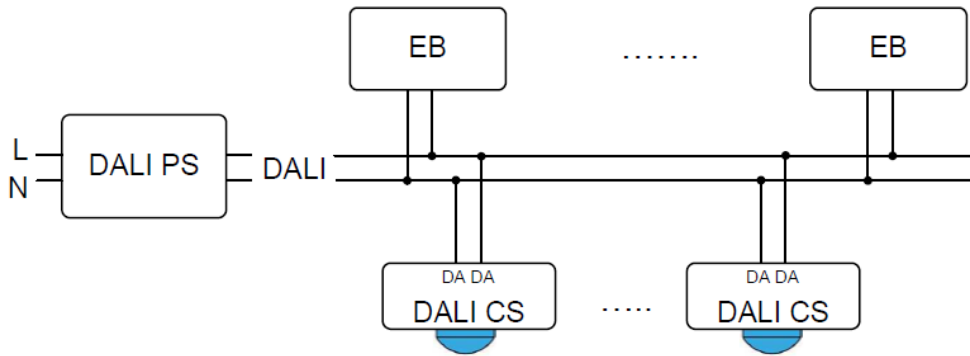 EB
.......
EB
L
N
DALI PS
DALI
DA DA
DALI CS
.....
DA DA
DALI CS